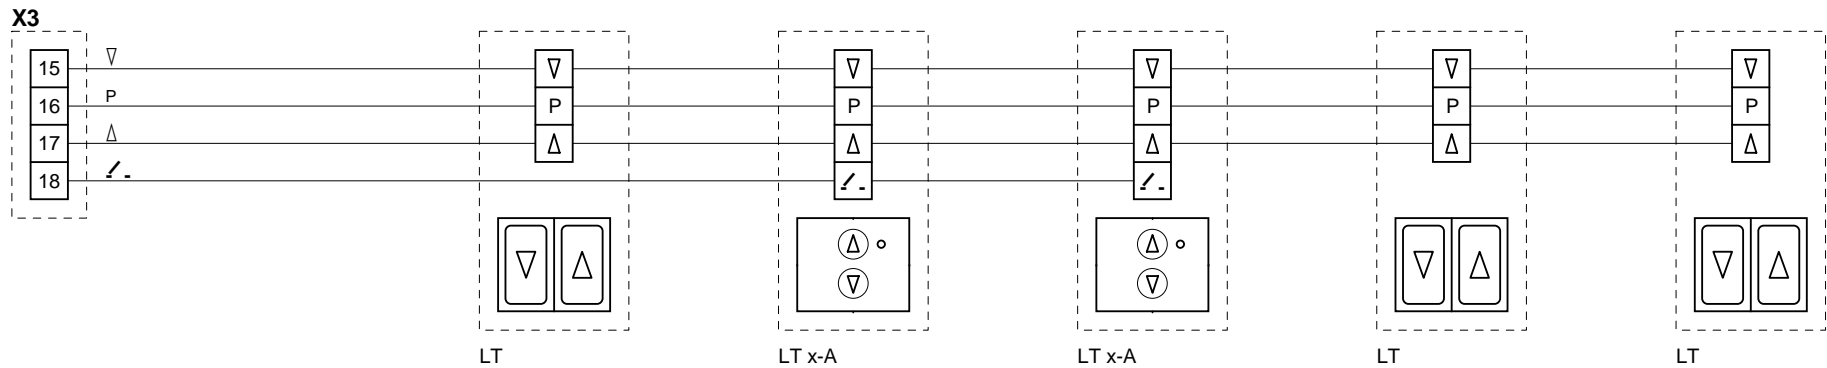 X3
15
16 P P P P P P
17
18
LT LT x-A LT x-A LT LT